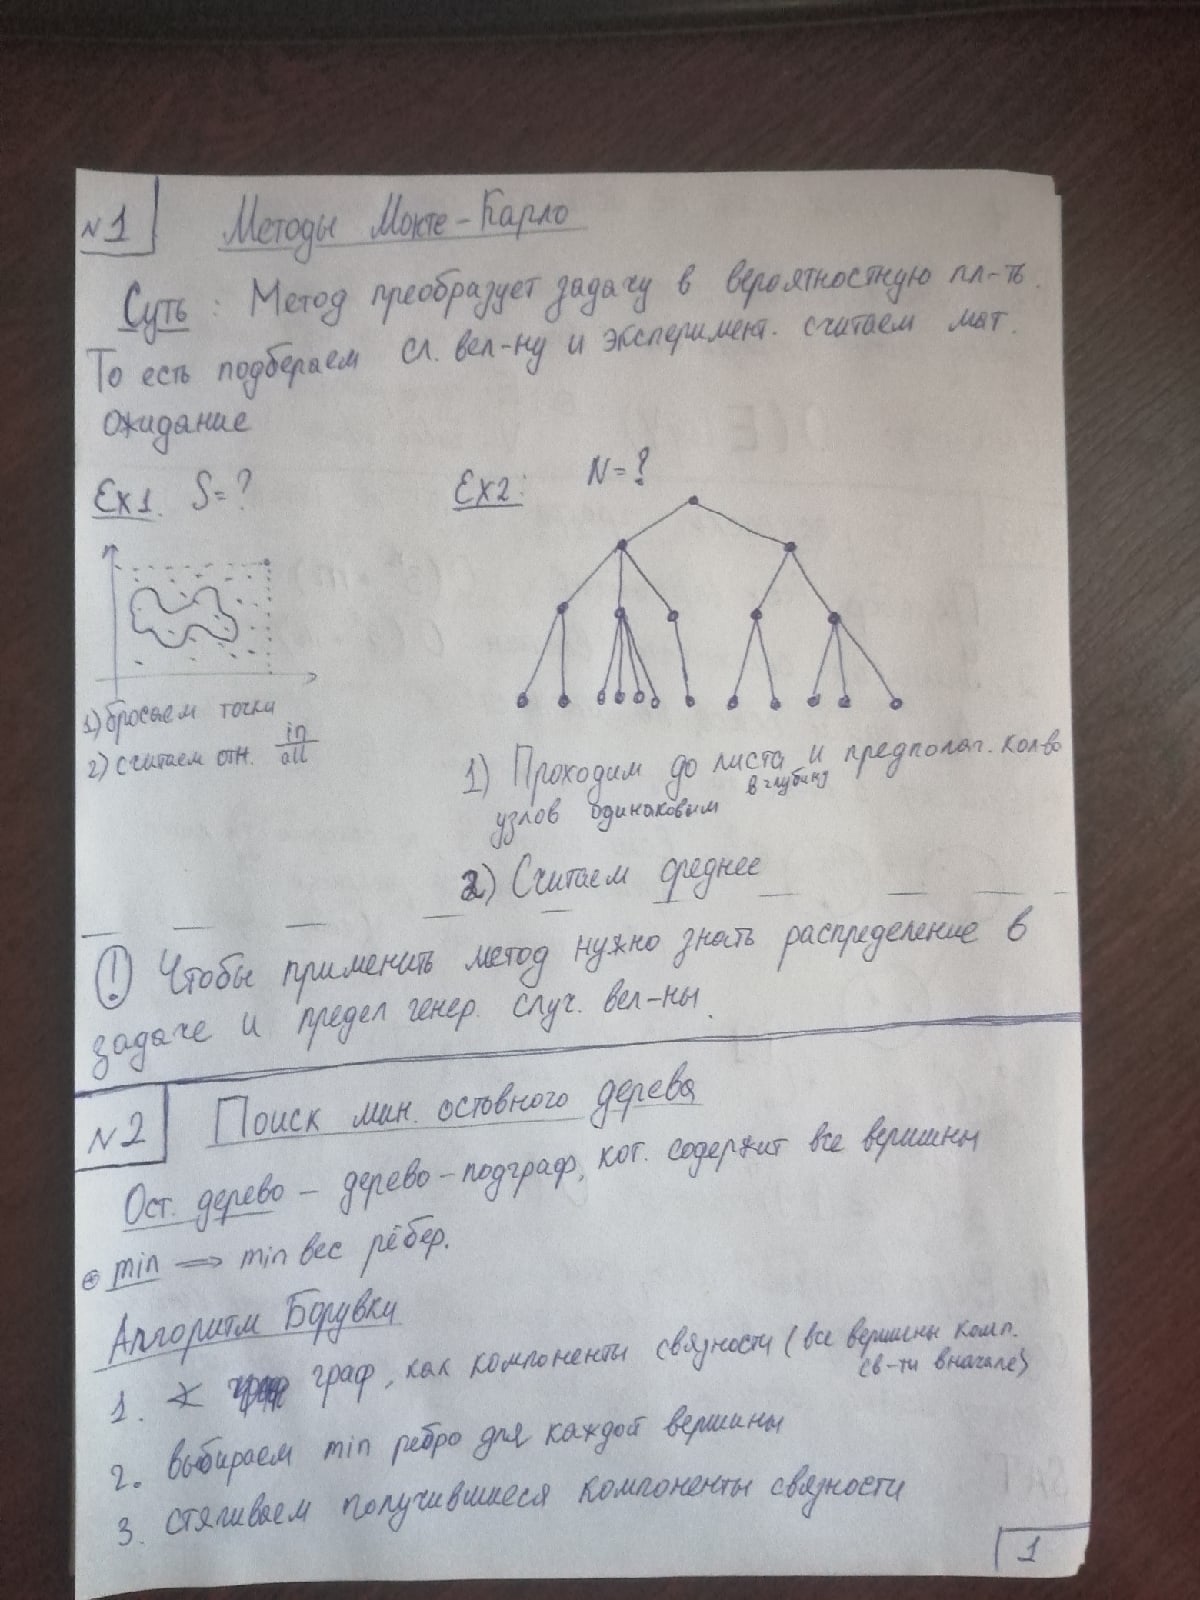 №1
Методы Монте-Карло
Суть: Метод преобразует задачу в вероятностную пл-ть.
То есть подбераем сл. вел-ну и эксперимент. считаем мат.
ожидание
Ex1. S=?
Ex2: N=?
1) бросаем точки
2) считаем отн. in/all
1) Проходим до листа и предполаг. кол-во
в глубину
узлов одинаковым
2) Считаем среднее
! Чтобы применить метод нужно знать распределение в
задаче и предел генер. случ. вел-ны.
№2
Поиск мин. остовного дерева
Ост. дерево – дерево-подграф, кот. содержит все вершины
min ⟹ min вес рёбер.
Алгоритм Борувки
1. граф, как компоненты связности (все вершины комп.
св-ти вначале)
2. выбираем min ребро для каждой вершины
3. стягиваем получившиеся компоненты связности
1